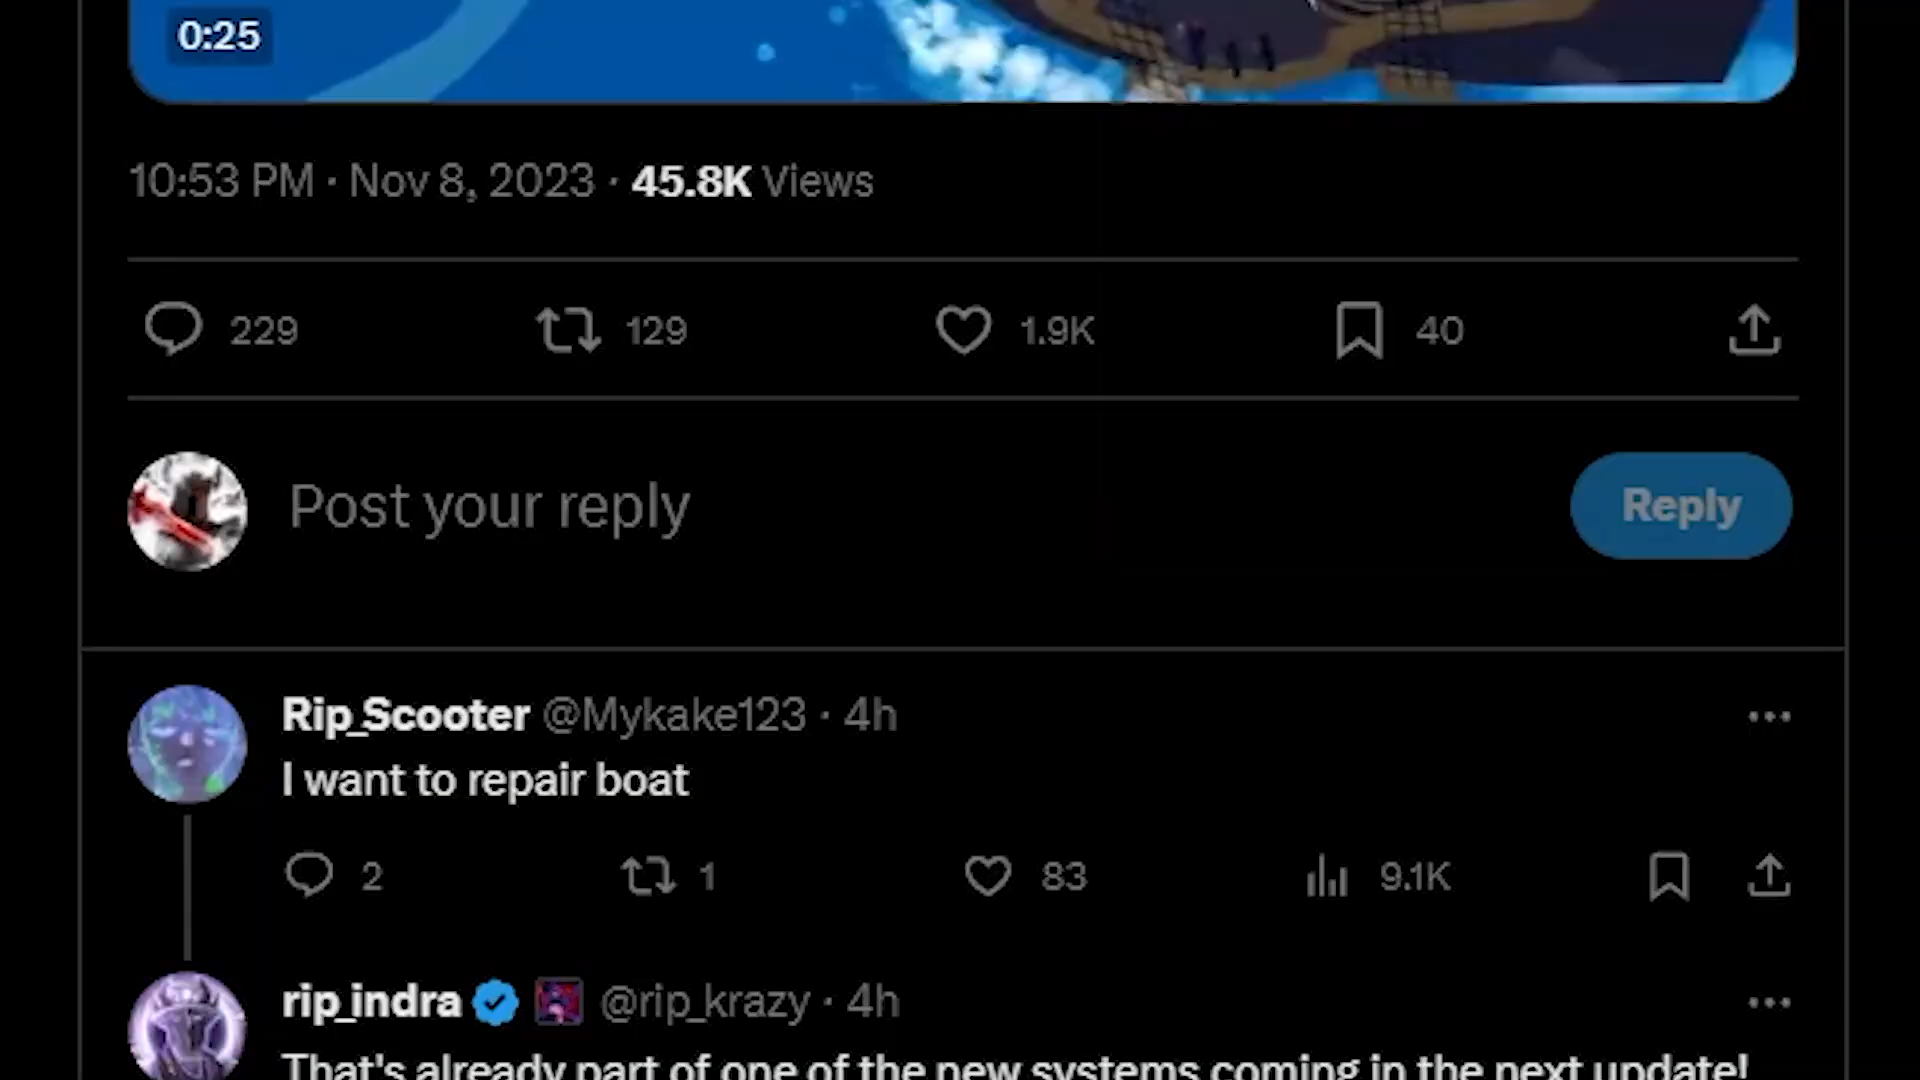 0:25
10:53 PM · Nov 8, 2023 · 45.8K Views
229 129 1.9K 40
Post your reply Reply
Rip_Scooter @Mykake123 · 4h
I want to repair boat
2 1 83 9.1K
rip_indra @rip_krazy · 4h
That's already part of one of the new systems coming in the next update!